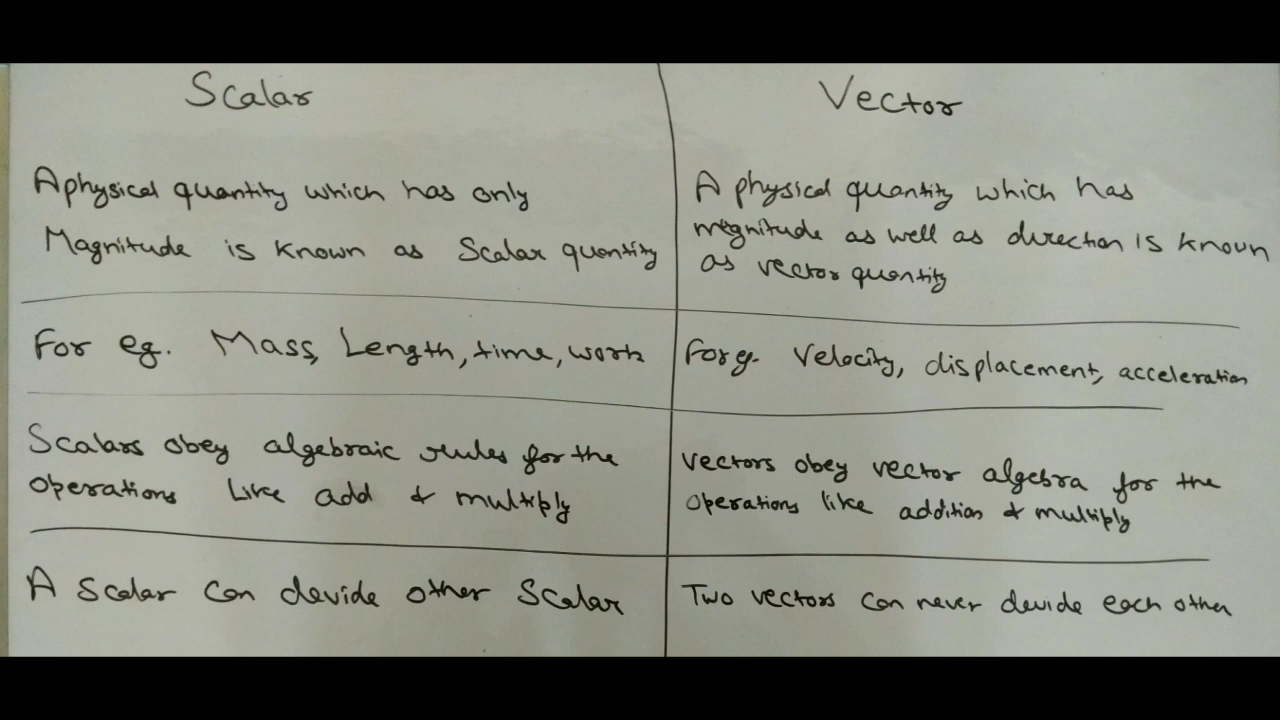 Scalar
Vector
A physical quantity which has only
Magnitude is known as Scalar quantity
A physical quantity which has
megnitude as well as direction is known
as vector quantity
For eg. Mass, Length, time, work
For eg. Velocity, displacement, acceleration
Scalars obey algebraic rules for the
operations like add & multiply
vectors obey vector algebra for the
operations like addition & multiply
A Scalar can devide other Scalar
Two vectors can never devide each other